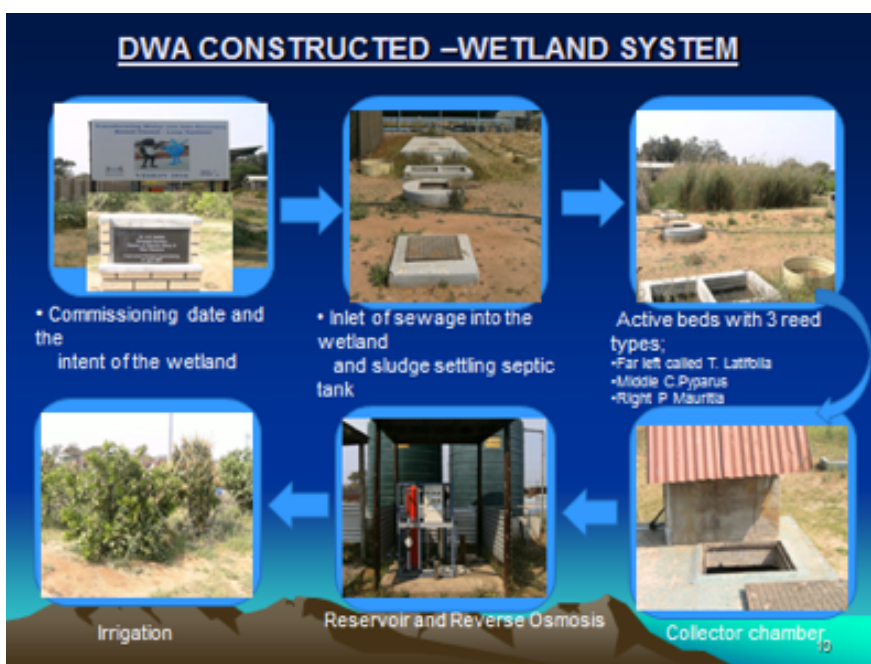 DWA CONSTRUCTED –WETLAND SYSTEM
• Commissioning date and
the
intent of the wetland
• Inlet of sewage into the
wetland
and sludge settling septic
tank
Active beds with 3 reed
types;
•Far left called T. Latifolia
•Middle C.Pyparus
•Right P Mauritia
Irrigation
Reservoir and Reverse Osmosis
Collector chamber
10